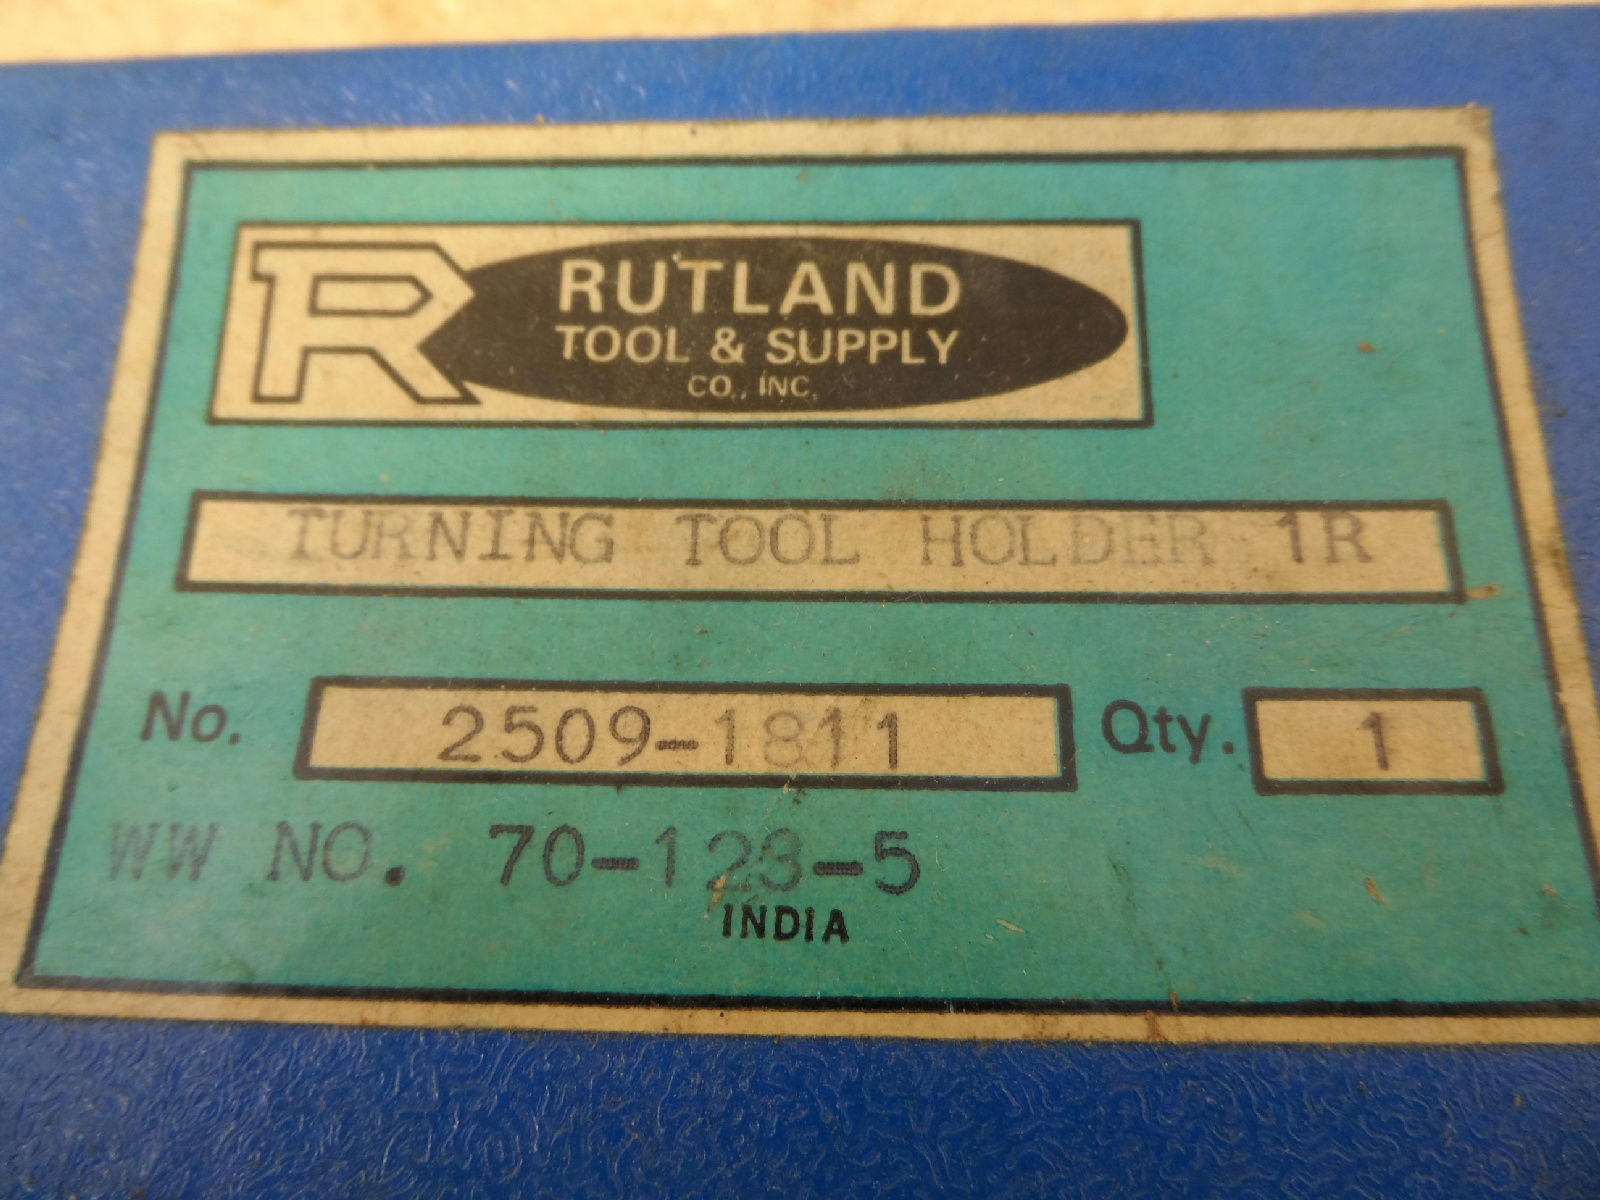 R
RUTLAND
TOOL & SUPPLY
CO., INC.
TURNING TOOL HOLDER 1R
No. 2509-1811 Qty. 1
WW NO. 70-123-5
INDIA